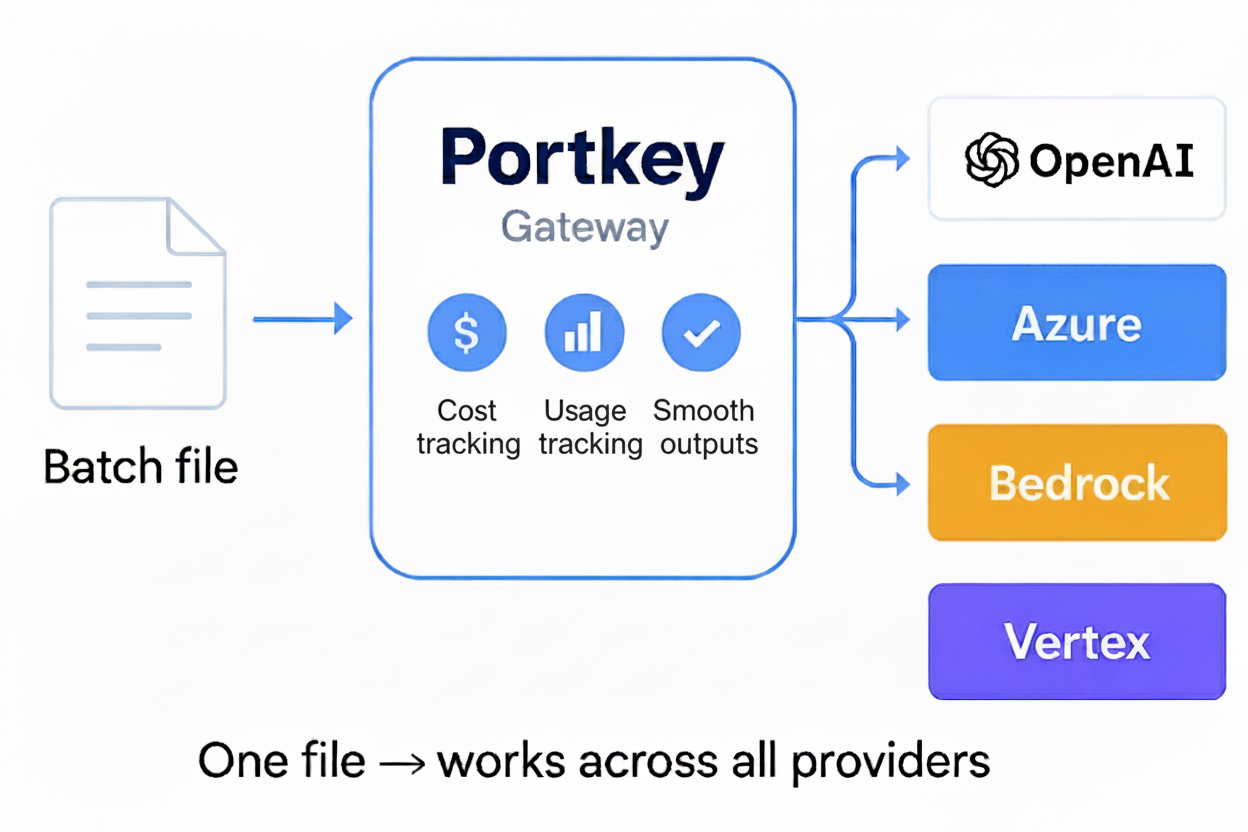 Portkey
Gateway
$
Cost
tracking
Usage
tracking
Smooth
outputs
Batch file
OpenAI
Azure
Bedrock
Vertex
One file → works across all providers